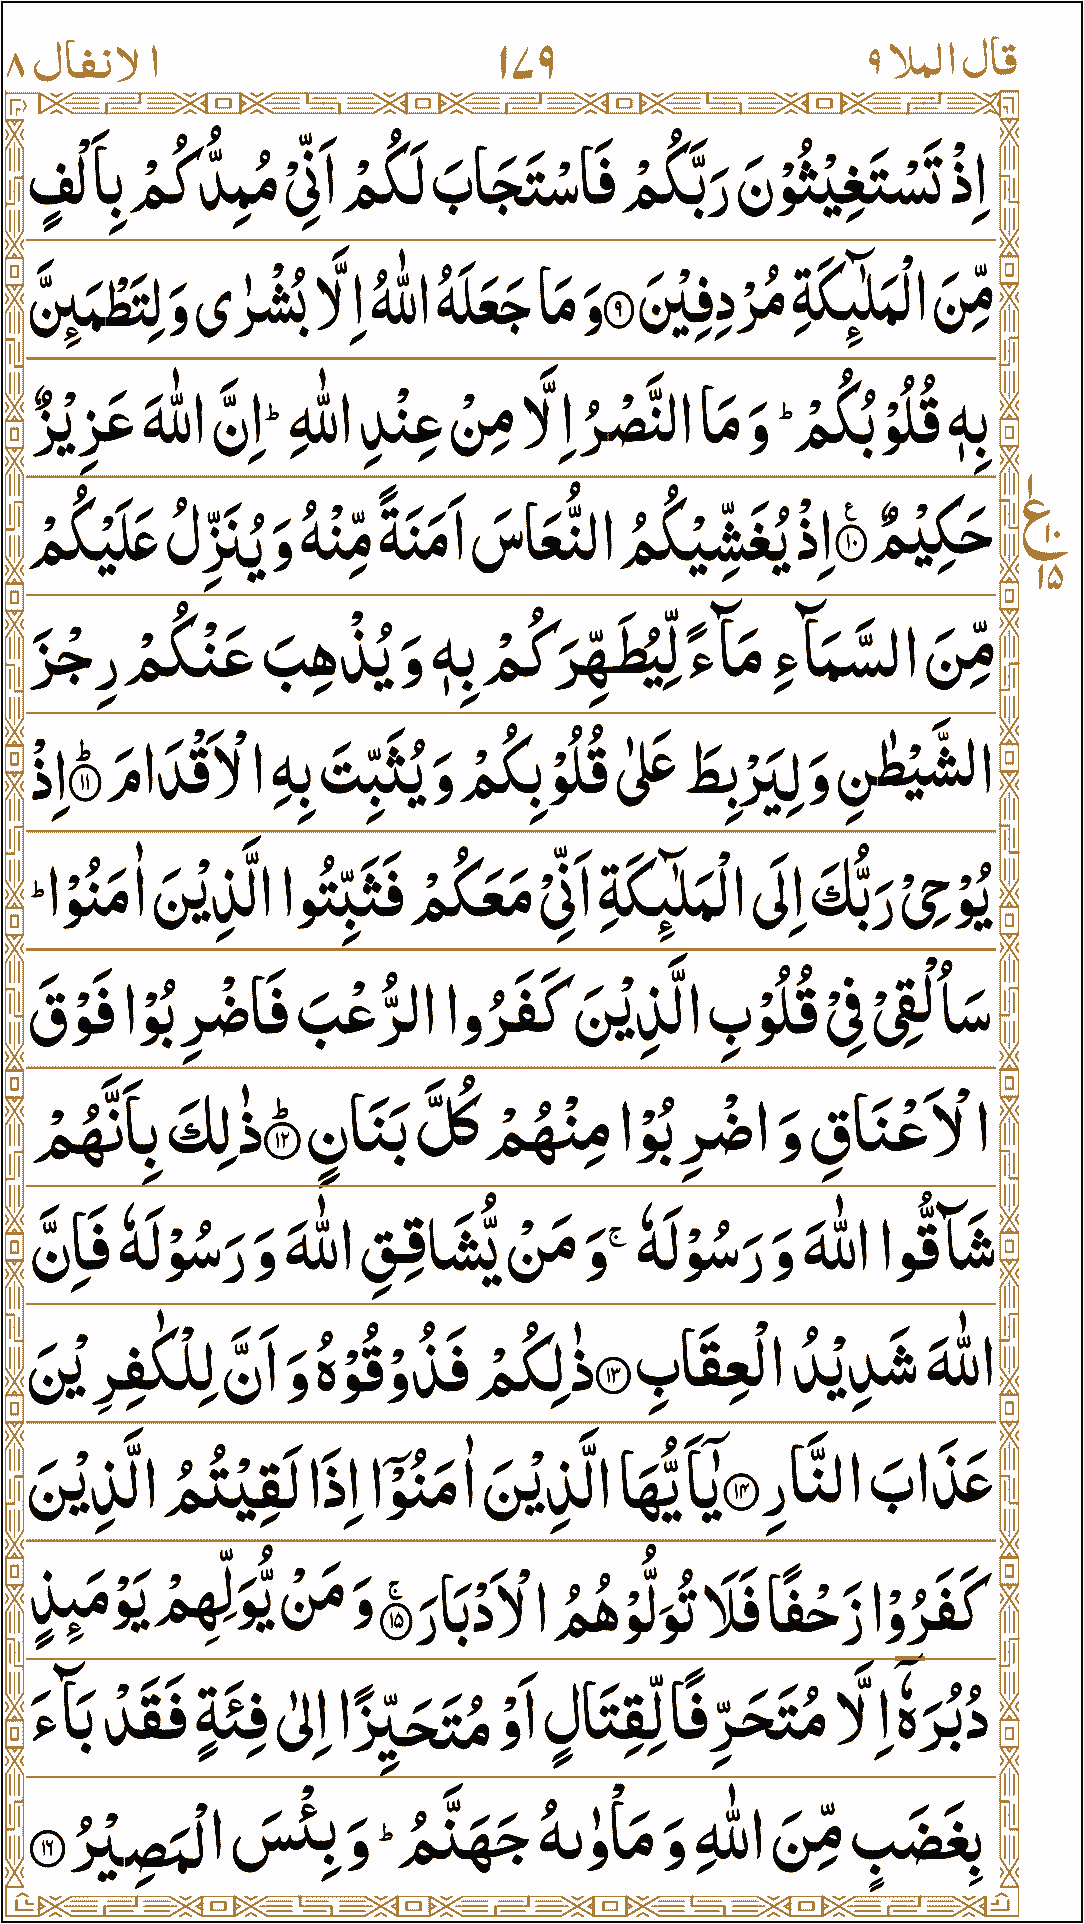 قال الملا ٩ ١٧٩ الانفال ٨
اِذْ تَسْتَغِيْثُوْنَ رَبَّكُمْ فَاسْتَجَابَ لَكُمْ اَنِّيْ مُمِدُّكُمْ بِاَلْفٍ
مِّنَ الْمَلٰٓئِكَةِ مُرْدِفِيْنَ ۝٩ وَ مَا جَعَلَهُ اللّٰهُ اِلَّا بُشْرٰى وَلِتَطْمَئِنَّ
بِهٖ قُلُوْبُكُمْ ؕ وَ مَا النَّصْرُ اِلَّا مِنْ عِنْدِ اللّٰهِ ؕ اِنَّ اللّٰهَ عَزِيْزٌ
حَكِيْمٌ ۝١٠ۧ اِذْ يُغَشِّيْكُمُ النُّعَاسَ اَمَنَةً مِّنْهُ وَ يُنَزِّلُ عَلَيْكُمْ
ع ١ ١٠ ١٥
مِّنَ السَّمَآءِ مَآءً لِّيُطَهِّرَكُمْ بِهٖ وَ يُذْهِبَ عَنْكُمْ رِجْزَ
الشَّيْطٰنِ وَلِيَرْبِطَ عَلٰى قُلُوْبِكُمْ وَ يُثَبِّتَ بِهِ الْاَقْدَامَ ۝١١ؕ اِذْ
يُوْحِيْ رَبُّكَ اِلَى الْمَلٰٓئِكَةِ اَنِّيْ مَعَكُمْ فَثَبِّتُوا الَّذِيْنَ اٰمَنُوْا ؕ
سَاُلْقِيْ فِيْ قُلُوْبِ الَّذِيْنَ كَفَرُوا الرُّعْبَ فَاضْرِبُوْا فَوْقَ
الْاَعْنَاقِ وَ اضْرِبُوْا مِنْهُمْ كُلَّ بَنَانٍ ۝١٢ؕ ذٰلِكَ بِاَنَّهُمْ
شَآقُّوا اللّٰهَ وَ رَسُوْلَهٗ ۚ وَ مَنْ يُّشَاقِقِ اللّٰهَ وَ رَسُوْلَهٗ فَاِنَّ
اللّٰهَ شَدِيْدُ الْعِقَابِ ۝١٣ ذٰلِكُمْ فَذُوْقُوْهُ وَ اَنَّ لِلْكٰفِرِيْنَ
عَذَابَ النَّارِ ۝١٤ يٰۤاَيُّهَا الَّذِيْنَ اٰمَنُوْۤا اِذَا لَقِيْتُمُ الَّذِيْنَ
كَفَرُوْا زَحْفًا فَلَا تُوَلُّوْهُمُ الْاَدْبَارَ ۝١٥ۚ وَ مَنْ يُّوَلِّهِمْ يَوْمَئِذٍ
دُبُرَهٗۤ اِلَّا مُتَحَرِّفًا لِّقِتَالٍ اَوْ مُتَحَيِّزًا اِلٰى فِئَةٍ فَقَدْ بَآءَ
بِغَضَبٍ مِّنَ اللّٰهِ وَ مَاْوٰىهُ جَهَنَّمُ ؕ وَ بِئْسَ الْمَصِيْرُ ۝١٦